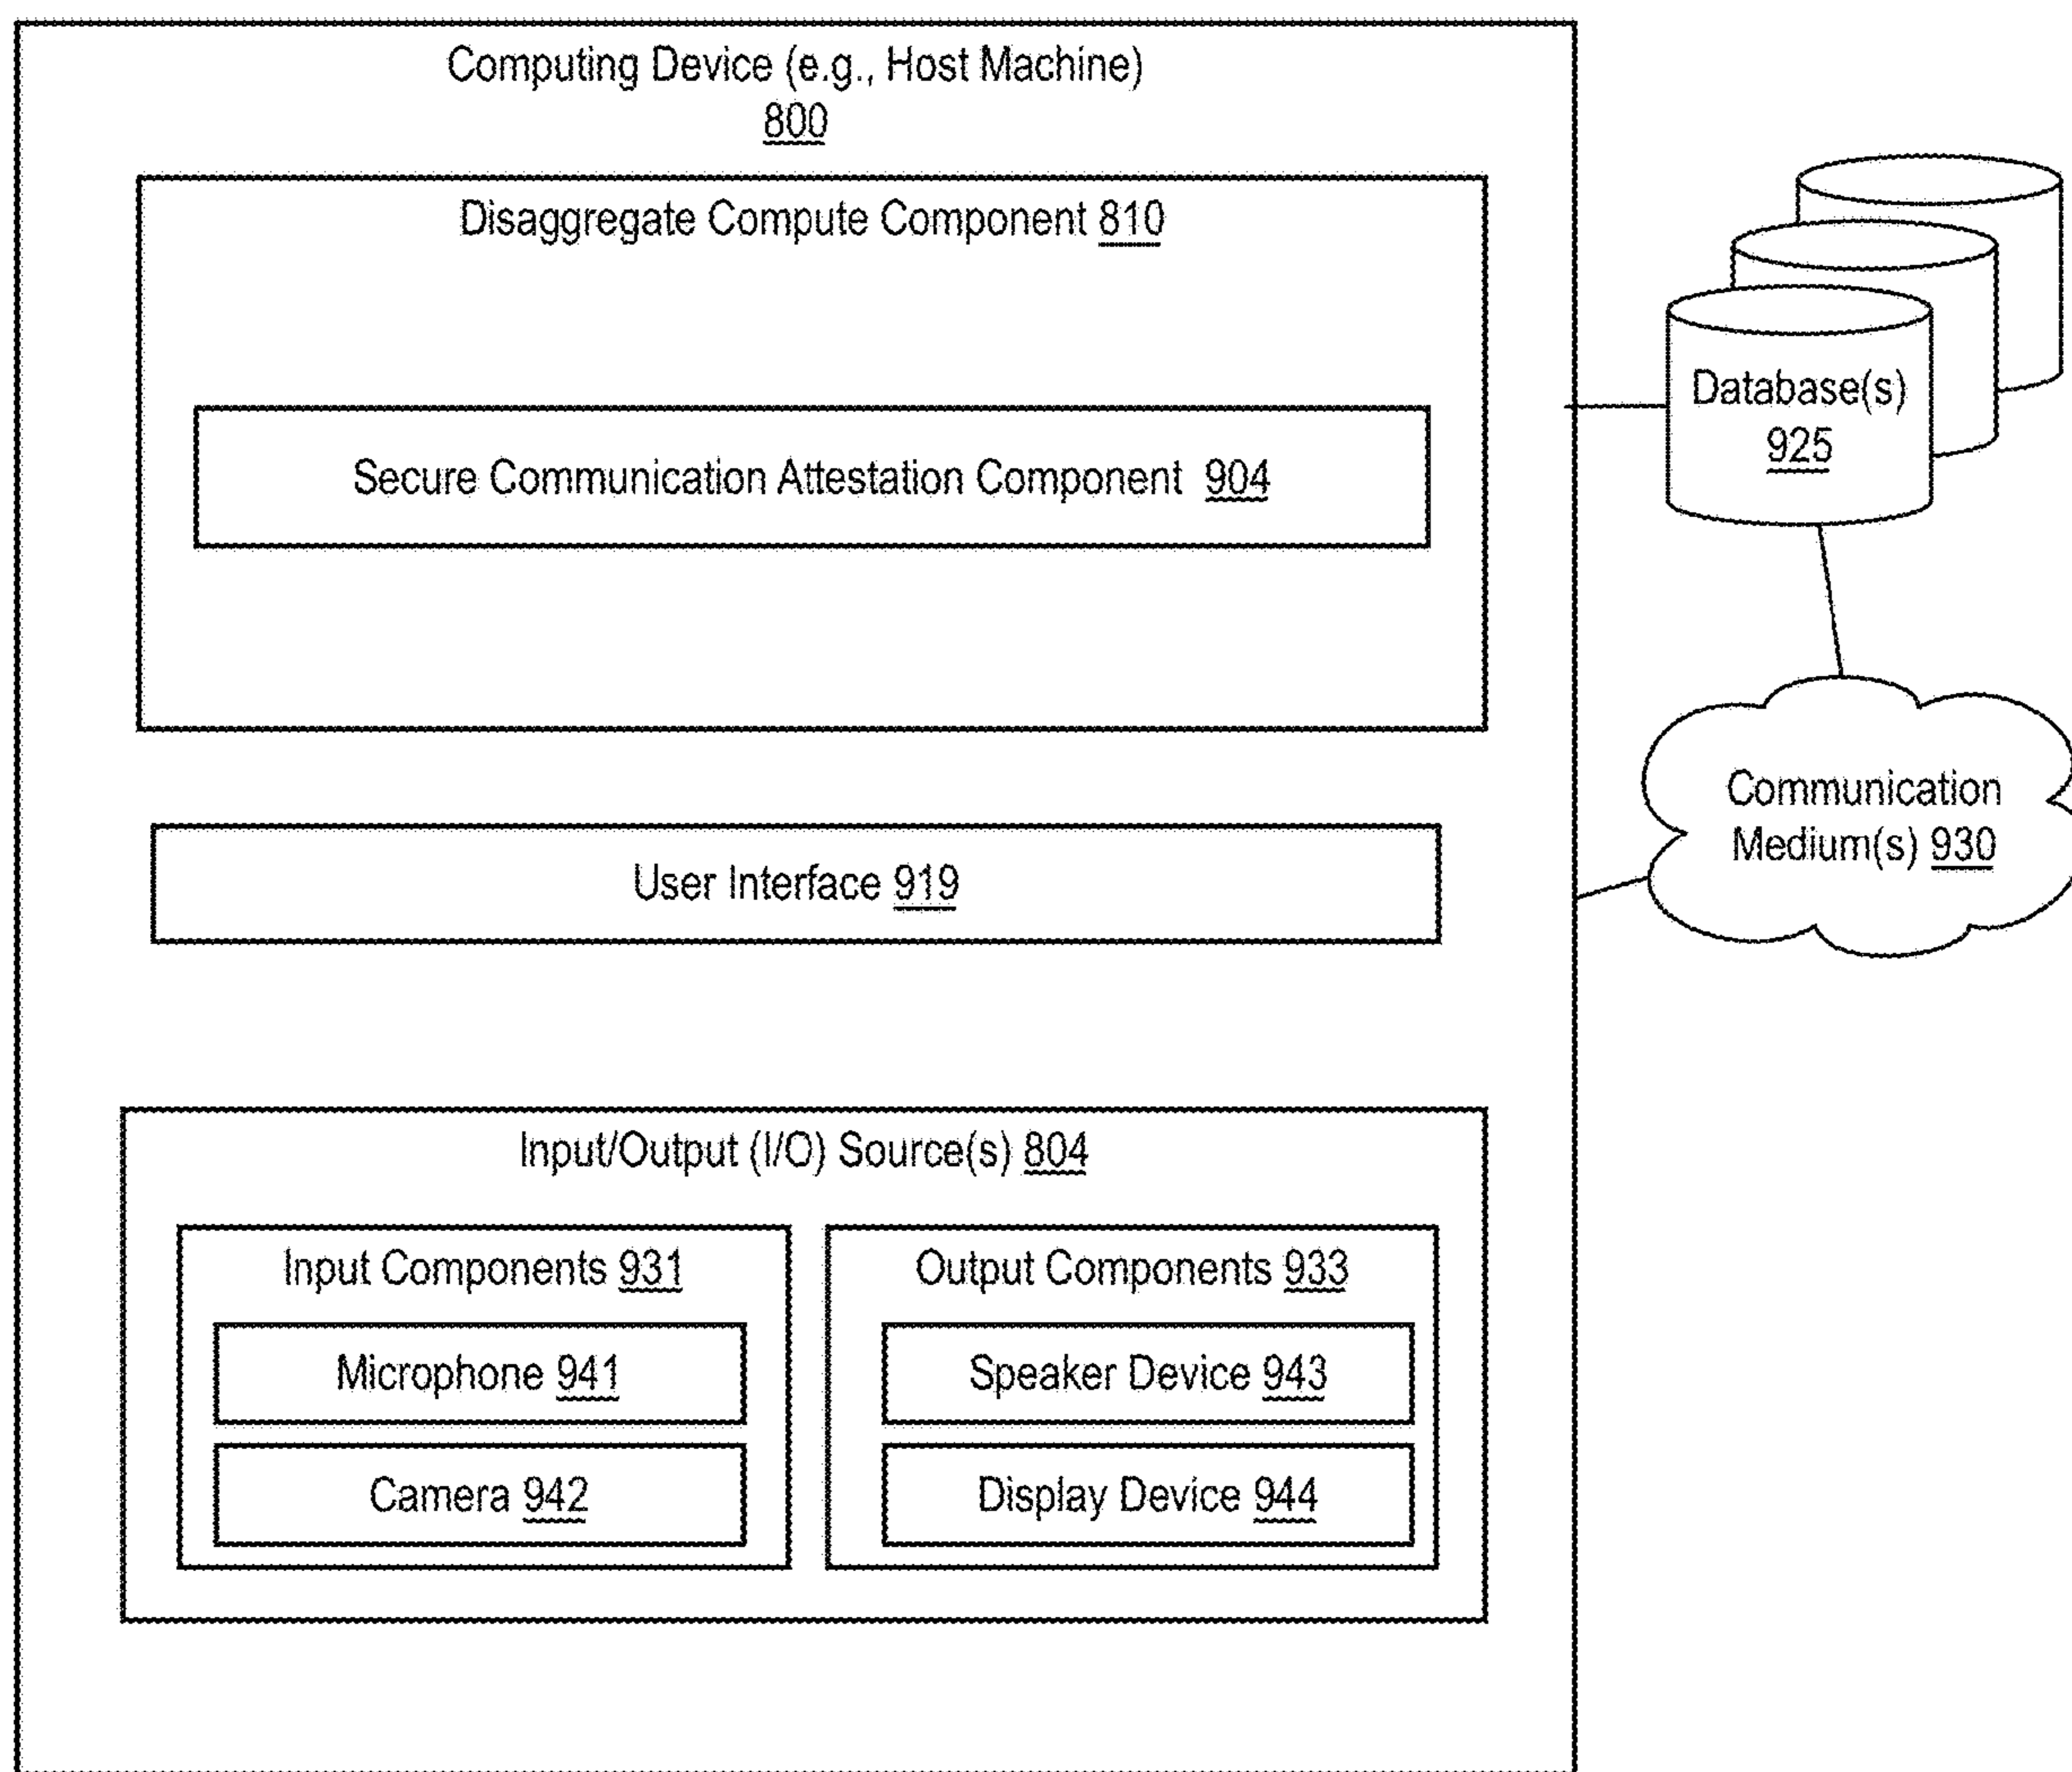 Computing Device (e.g., Host Machine)
800
Disaggregate Compute Component 810
Secure Communication Attestation Component 904
Database(s)
925
Communication
Medium(s) 930
User Interface 919
Input/Output (I/O) Source(s) 804
Input Components 931
Microphone 941
Camera 942
Output Components 933
Speaker Device 943
Display Device 944